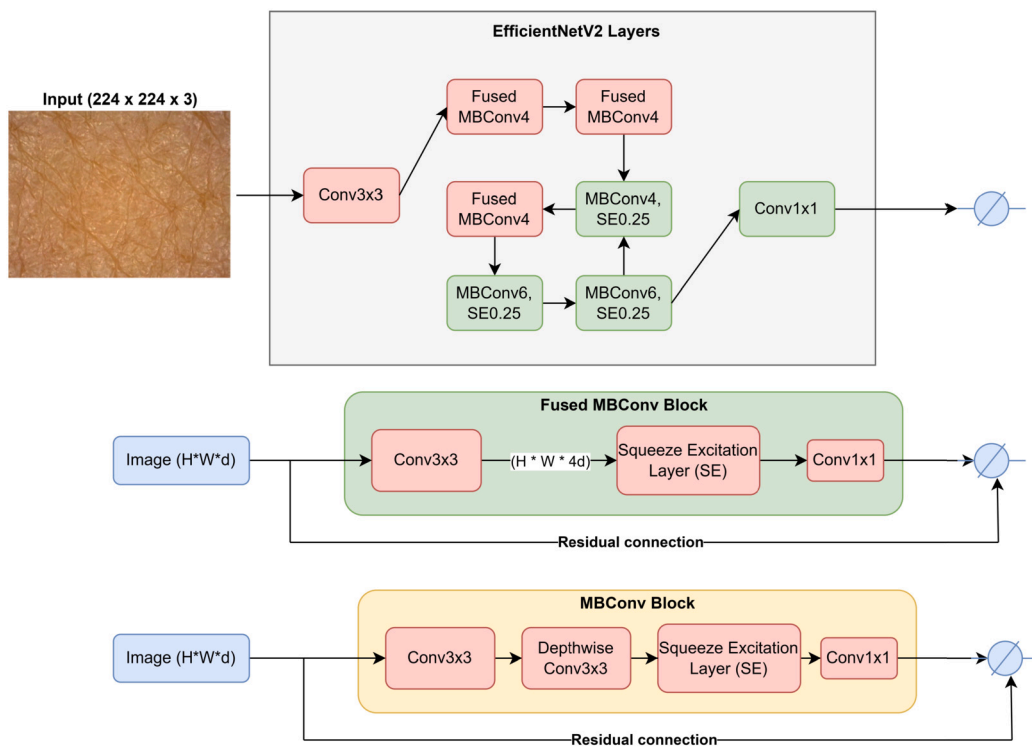 EfficientNetV2 Layers
Input (224 x 224 x 3)
Fused
MBConv4
Fused
MBConv4
Conv3x3
Fused
MBConv4
MBConv4,
SE0.25
Conv1x1
MBConv6,
SE0.25
MBConv6,
SE0.25
Fused MBConv Block
Image (H*W*d)
Conv3x3
(H * W * 4d)
Squeeze Excitation
Layer (SE)
Conv1x1
Residual connection
MBConv Block
Image (H*W*d)
Conv3x3
Depthwise
Conv3x3
Squeeze Excitation
Layer (SE)
Conv1x1
Residual connection